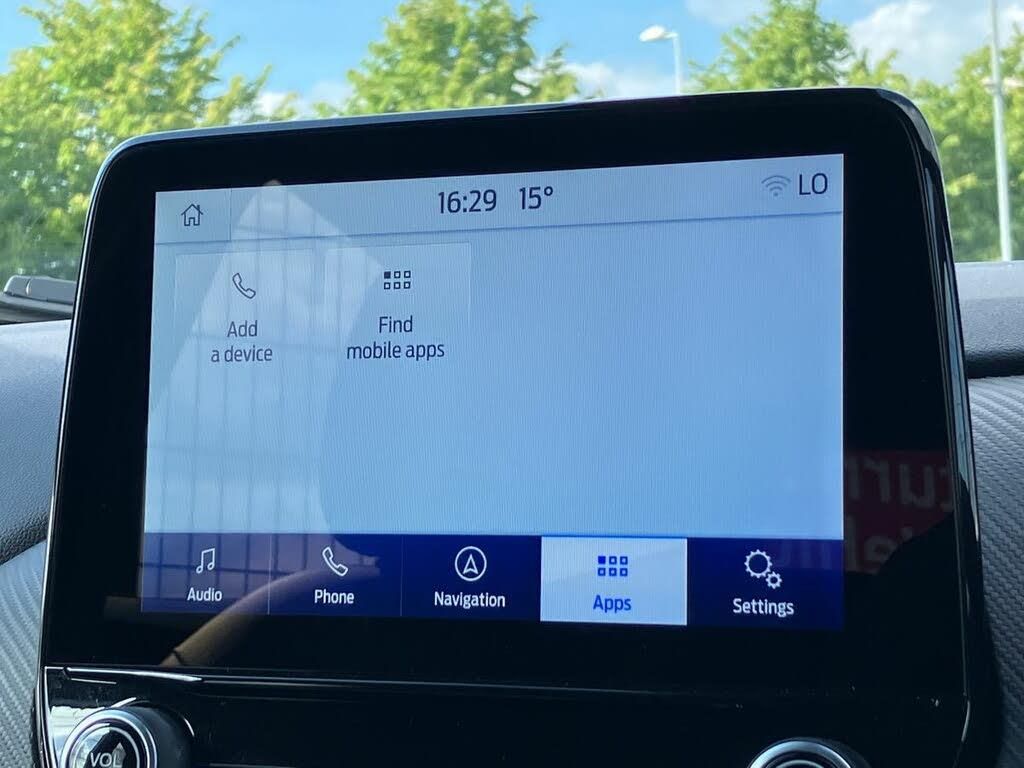 16:29 15° LO
Add
a device
Find
mobile apps
Audio
Phone
Navigation
Apps
Settings
VOL